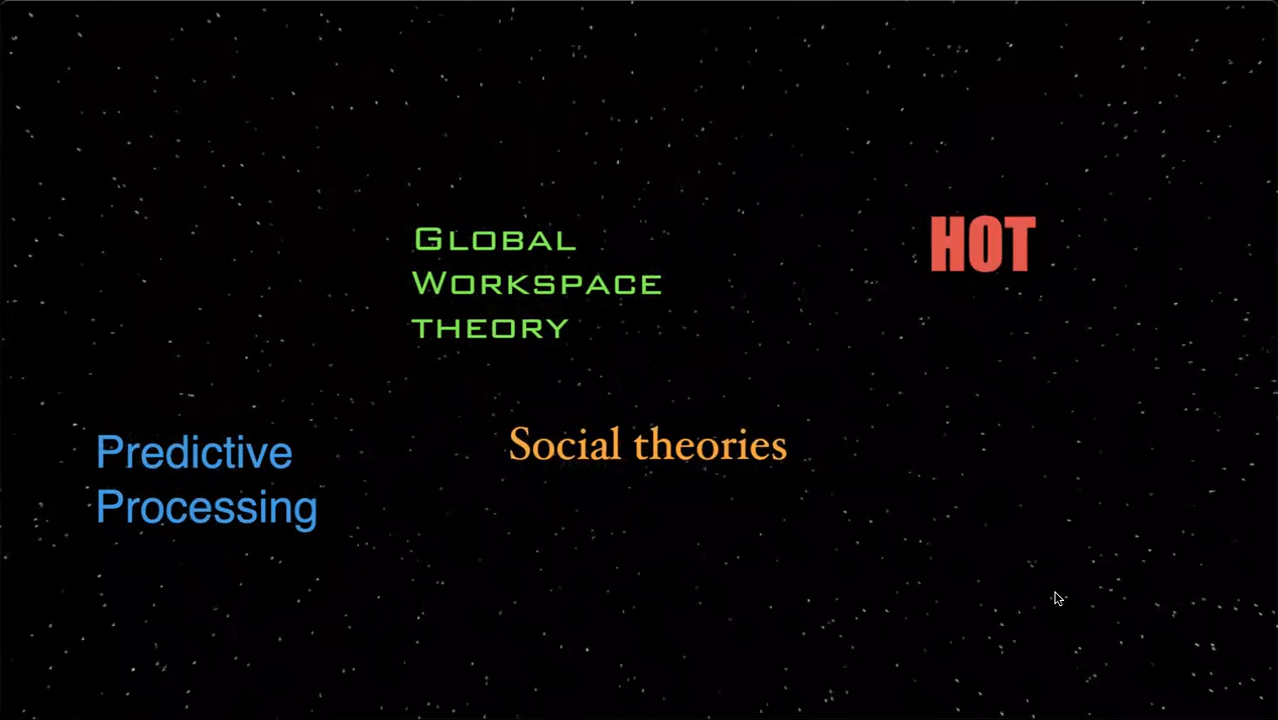 GLOBAL
WORKSPACE
THEORY
HOT
Social theories
Predictive
Processing